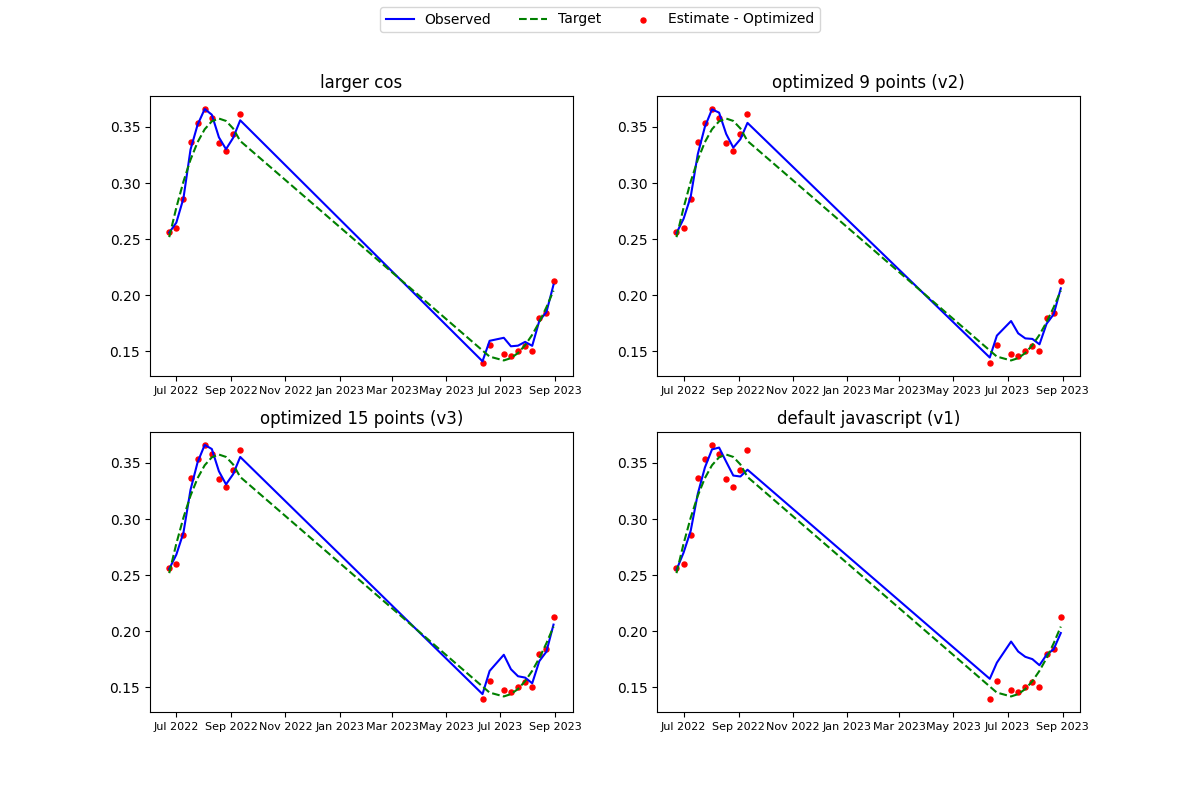 Observed Target Estimate - Optimized
larger cos
0.35
0.30
0.25
0.20
0.15
Jul 2022 Sep 2022 Nov 2022 Jan 2023 Mar 2023 May 2023 Jul 2023 Sep 2023
optimized 9 points (v2)
0.35
0.30
0.25
0.20
0.15
Jul 2022 Sep 2022 Nov 2022 Jan 2023 Mar 2023 May 2023 Jul 2023 Sep 2023
optimized 15 points (v3)
0.35
0.30
0.25
0.20
0.15
Jul 2022 Sep 2022 Nov 2022 Jan 2023 Mar 2023 May 2023 Jul 2023 Sep 2023
default javascript (v1)
0.35
0.30
0.25
0.20
0.15
Jul 2022 Sep 2022 Nov 2022 Jan 2023 Mar 2023 May 2023 Jul 2023 Sep 2023